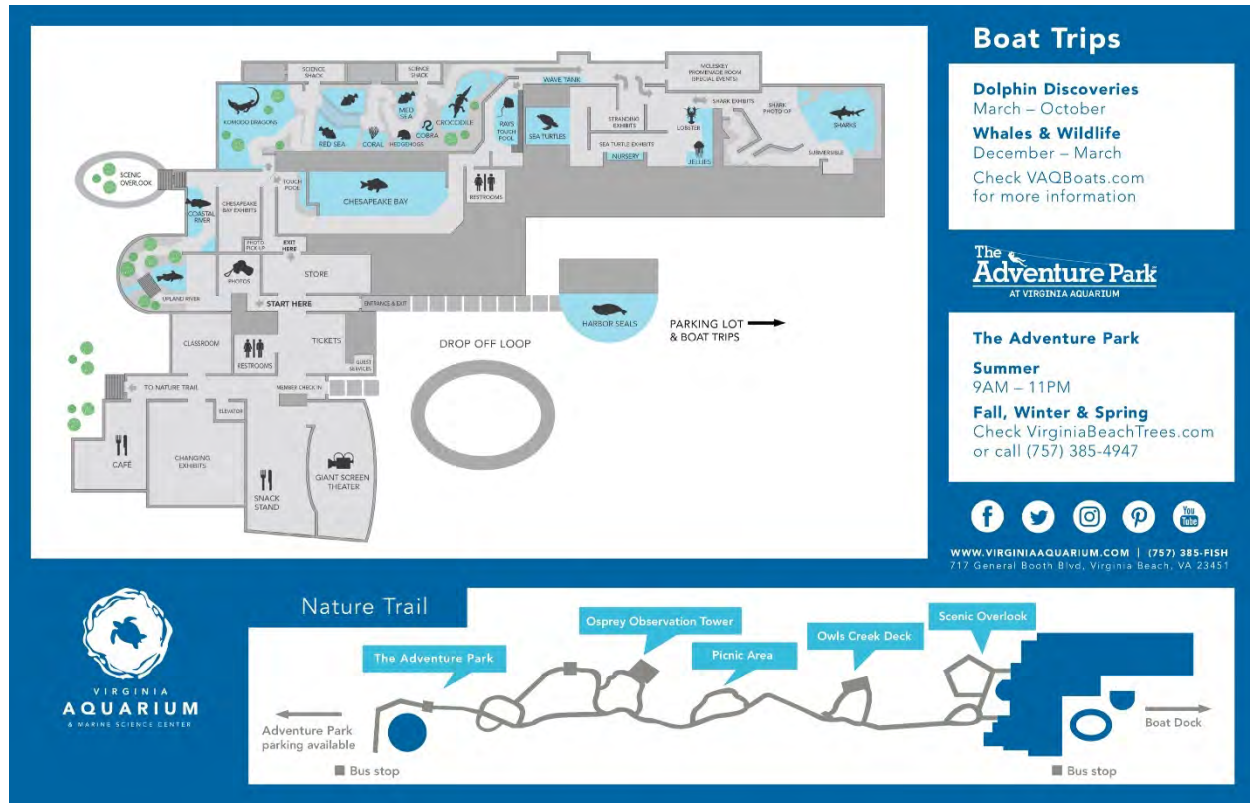 SCIENCE
SHACK
SCIENCE
SHACK
MCLESKEY
PROMENADE ROOM
(SPECIAL EVENTS)
WAVE TANK
KOMODO DRAGONS
MED
SEA
CROCODILE
COBRA
RED SEA
CORAL
HEDGEHOGS
RAYS
TOUCH
POOL
SEA TURTLES
STRANDING
EXHIBITS
SEA TURTLE EXHIBITS
NURSERY
LOBSTER
JELLIES
SHARK EXHIBITS
SHARK
PHOTO OP
SHARKS
SUBMERSIBLE
SCENIC
OVERLOOK
TOUCH
POOL
CHESAPEAKE BAY
RESTROOMS
COASTAL
RIVER
CHESAPEAKE
BAY EXHIBITS
PHOTO
PICK UP
EXIT
HERE
PHOTOS
STORE
UPLAND RIVER
START HERE
ENTRANCE & EXIT
HARBOR SEALS
PARKING LOT
& BOAT TRIPS
CLASSROOM
RESTROOMS
TICKETS
GUEST
SERVICES
DROP OFF LOOP
TO NATURE TRAIL
MEMBER CHECK IN
ELEVATOR
CAFÉ
CHANGING
EXHIBITS
SNACK
STAND
GIANT SCREEN
THEATER
Boat Trips
Dolphin Discoveries
March – October
Whales & Wildlife
December – March
Check VAQBoats.com
for more information
The
Adventure Park
AT VIRGINIA AQUARIUM
The Adventure Park
Summer
9AM – 11PM
Fall, Winter & Spring
Check VirginiaBeachTrees.com
or call (757) 385-4947
You
Tube
WWW.VIRGINIAAQUARIUM.COM | (757) 385-FISH
717 General Booth Blvd, Virginia Beach, VA 23451
VIRGINIA
AQUARIUM
& MARINE SCIENCE CENTER
Nature Trail
The Adventure Park
Osprey Observation Tower
Picnic Area
Owls Creek Deck
Scenic Overlook
Adventure Park
parking available
Bus stop
Boat Dock
Bus stop